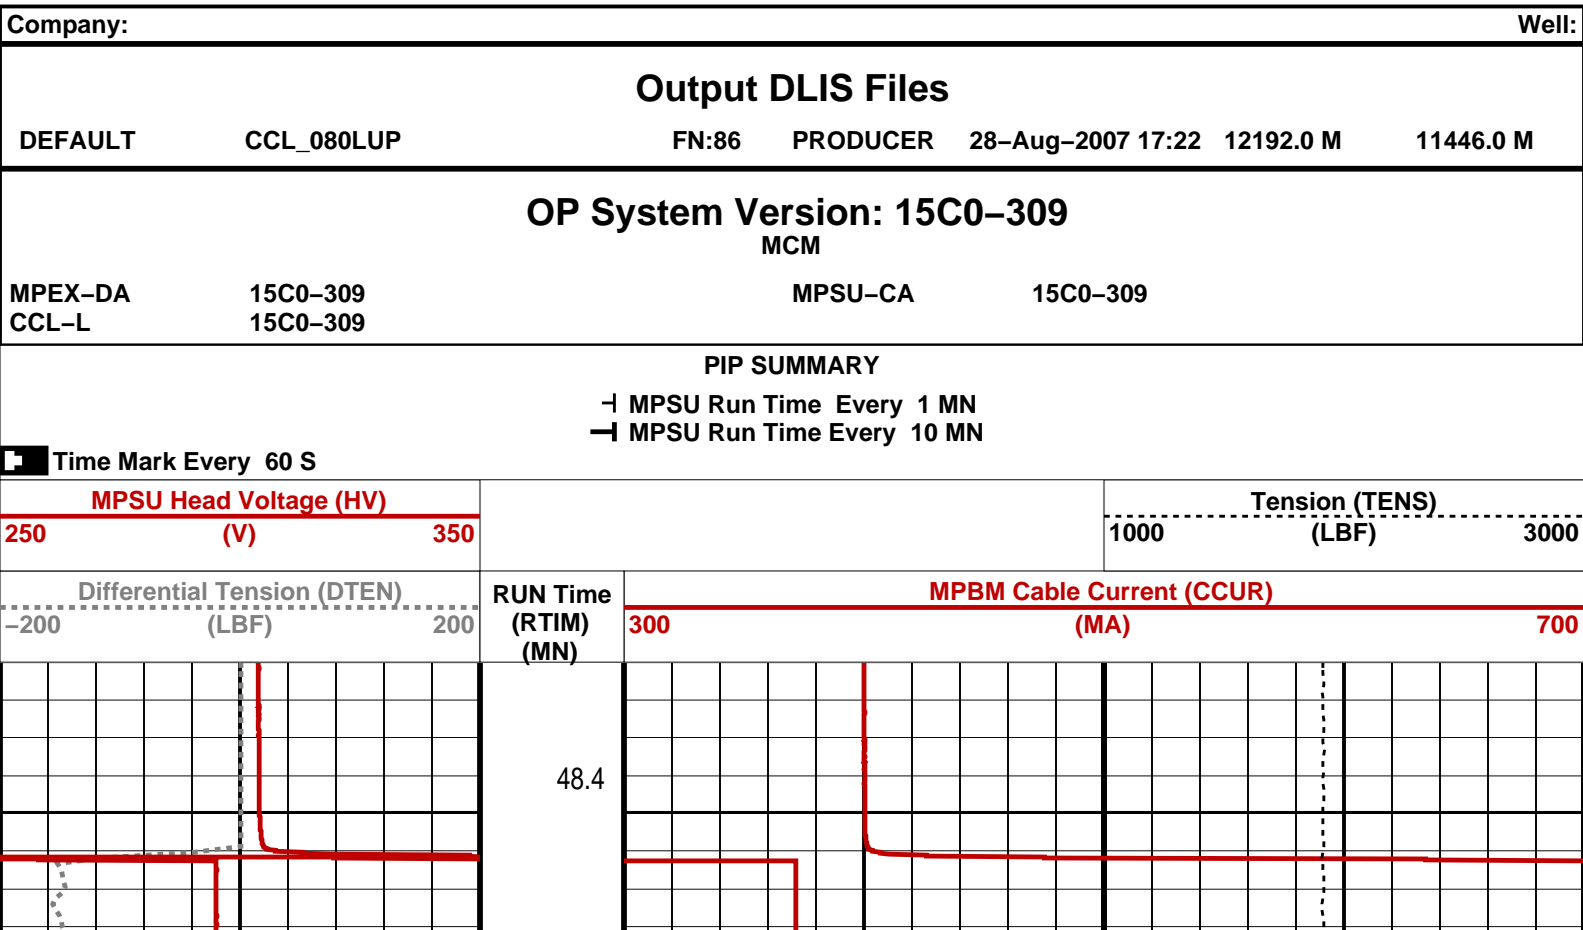 Company: Well:
Output DLIS Files
DEFAULT CCL_080LUP FN:86 PRODUCER 28–Aug–2007 17:22 12192.0 M 11446.0 M
OP System Version: 15C0–309
MCM
MPEX–DA 15C0–309 MPSU–CA 15C0–309
CCL–L 15C0–309
PIP SUMMARY
MPSU Run Time Every 1 MN
MPSU Run Time Every 10 MN
Time Mark Every 60 S
MPSU Head Voltage (HV)
250 (V) 350
Tension (TENS)
1000 (LBF) 3000
Differential Tension (DTEN)
–200 (LBF) 200
RUN Time
(RTIM)
(MN)
MPBM Cable Current (CCUR)
300 (MA) 700
48.4